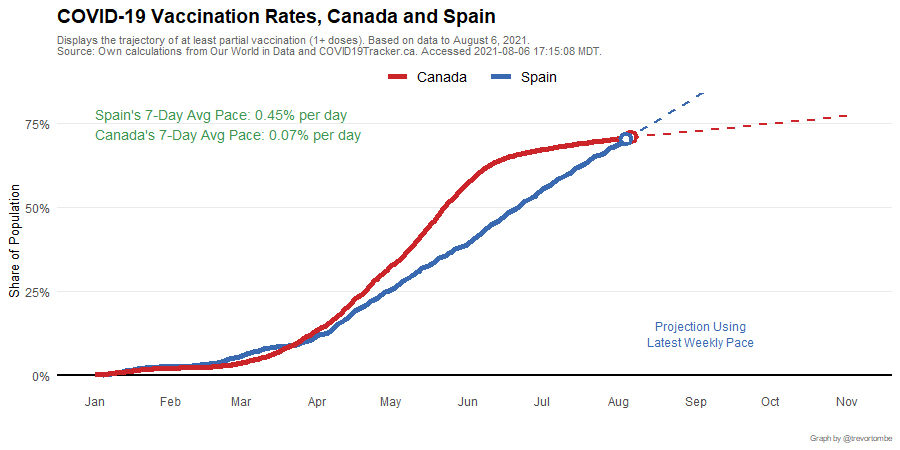 COVID-19 Vaccination Rates, Canada and Spain
Displays the trajectory of at least partial vaccination (1+ doses). Based on data to August 6, 2021.
Source: Own calculations from Our World in Data and COVID19Tracker.ca. Accessed 2021-08-06 17:15:08 MDT.
Canada Spain
Spain's 7-Day Avg Pace: 0.45% per day
Canada's 7-Day Avg Pace: 0.07% per day
75%
50%
25%
0%
Share of Population
Projection Using
Latest Weekly Pace
Jan Feb Mar Apr May Jun Jul Aug Sep Oct Nov
Graph by @trevortombe